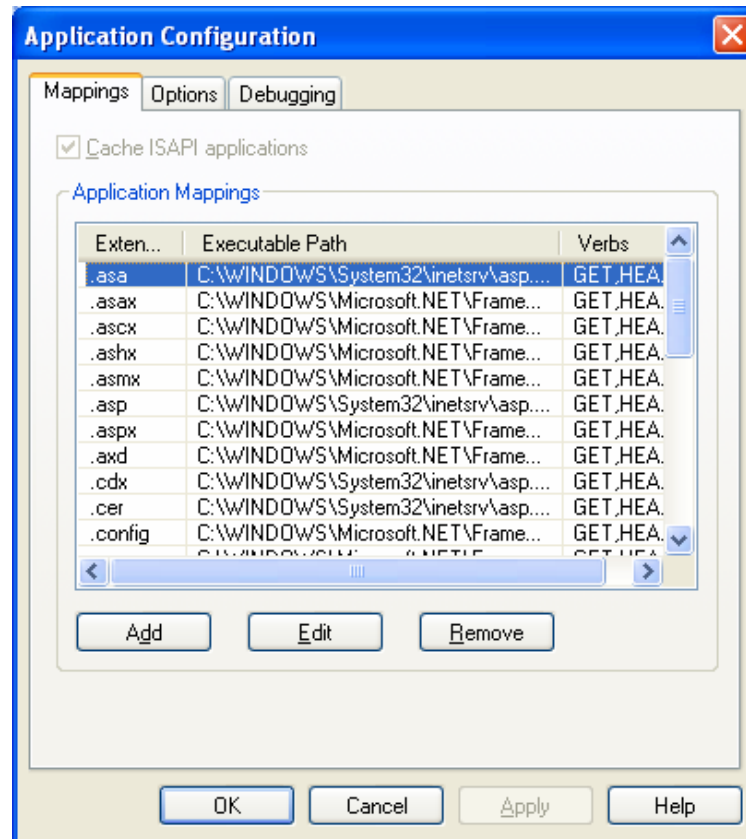 Application Configuration
Mappings Options Debugging
Cache ISAPI applications
Application Mappings
Exten... Executable Path Verbs
.asa C:\WINDOWS\System32\inetsrv\asp.... GET,HEA.
.asax C:\WINDOWS\Microsoft.NET\Frame... GET,HEA.
.ascx C:\WINDOWS\Microsoft.NET\Frame... GET,HEA.
.ashx C:\WINDOWS\Microsoft.NET\Frame... GET,HEA.
.asmx C:\WINDOWS\Microsoft.NET\Frame... GET,HEA.
.asp C:\WINDOWS\System32\inetsrv\asp.... GET,HEA.
.aspx C:\WINDOWS\Microsoft.NET\Frame... GET,HEA.
.axd C:\WINDOWS\Microsoft.NET\Frame... GET,HEA.
.cdx C:\WINDOWS\System32\inetsrv\asp.... GET,HEA.
.cer C:\WINDOWS\System32\inetsrv\asp.... GET,HEA.
.config C:\WINDOWS\Microsoft.NET\Frame... GET,HEA.
Add Edit Remove
OK Cancel Apply Help